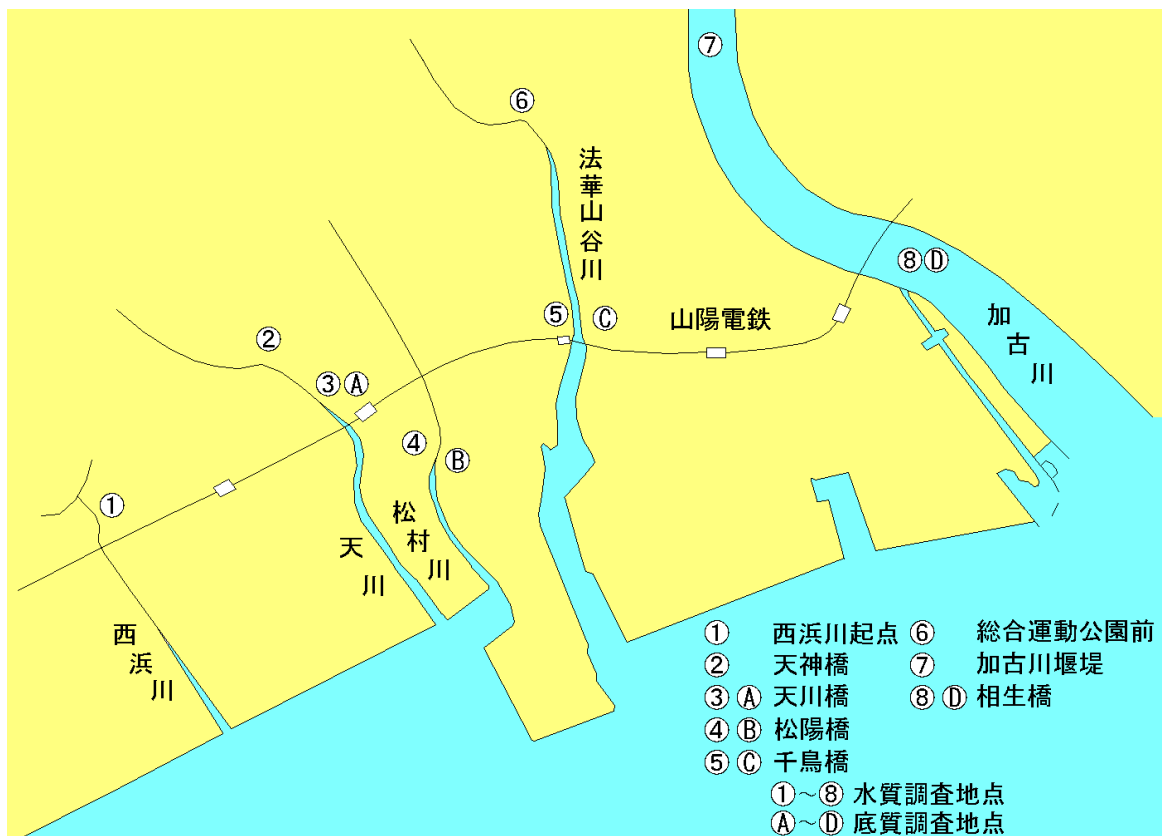 ⑦
⑥
法華山谷川
⑧Ⓓ
加古川
⑤
Ⓒ
山陽電鉄
②
③Ⓐ
④
Ⓑ
①
松村川
天川
西浜川
① 西浜川起点 ⑥ 総合運動公園前
② 天神橋 ⑦ 加古川堰堤
③Ⓐ 天川橋 ⑧Ⓓ 相生橋
④Ⓑ 松陽橋
⑤Ⓒ 千鳥橋
①～⑧ 水質調査地点
Ⓐ～Ⓓ 底質調査地点